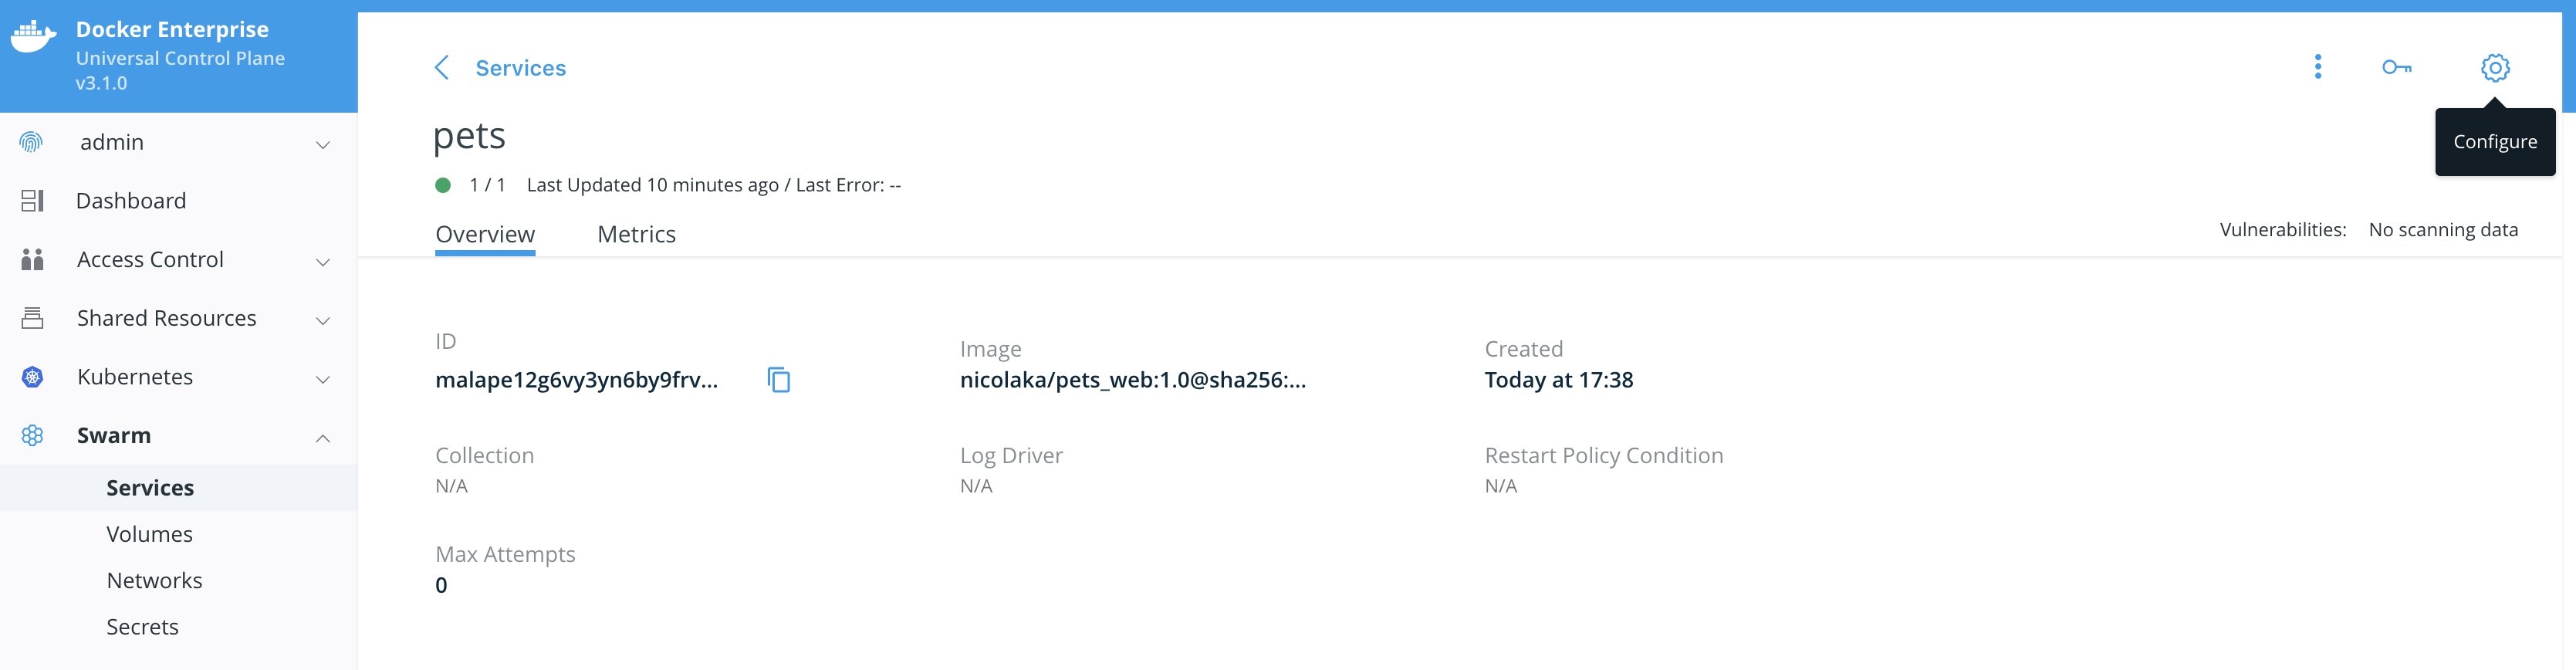 Docker Enterprise
Universal Control Plane
v3.1.0
admin
Dashboard
Access Control
Shared Resources
Kubernetes
Swarm
Services
Volumes
Networks
Secrets
Services
Configure
pets
1 / 1 Last Updated 10 minutes ago / Last Error: --
Overview Metrics
Vulnerabilities: No scanning data
ID
malape12g6vy3yn6by9frv...
Image
nicolaka/pets_web:1.0@sha256:...
Created
Today at 17:38
Collection
N/A
Log Driver
N/A
Restart Policy Condition
N/A
Max Attempts
0